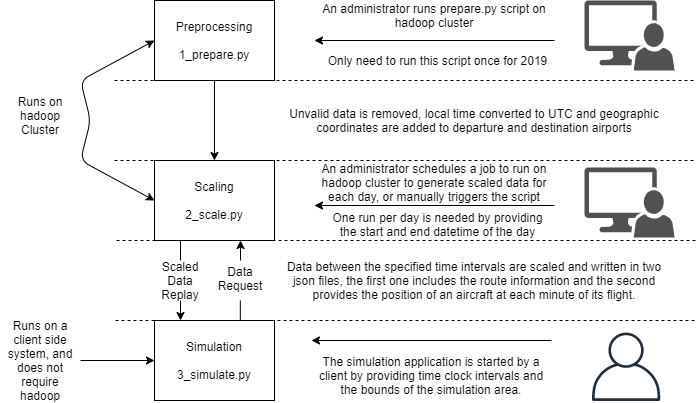 Preprocessing
1_prepare.py
An administrator runs prepare.py script on
hadoop cluster
Only need to run this script once for 2019
Runs on
hadoop
Cluster
Unvalid data is removed, local time converted to UTC and geographic
coordinates are added to departure and destination airports
Scaling
2_scale.py
An administrator schedules a job to run on
hadoop cluster to generate scaled data for
each day, or manually triggers the script
One run per day is needed by providing
the start and end datetime of the day
Scaled
Data
Replay
Data
Request
Data between the specified time intervals are scaled and written in two
json files, the first one includes the route information and the second
provides the position of an aircraft at each minute of its flight.
Runs on a
client side
system, and
does not
require
hadoop
Simulation
3_simulate.py
The simulation application is started by a
client by providing time clock intervals and
the bounds of the simulation area.